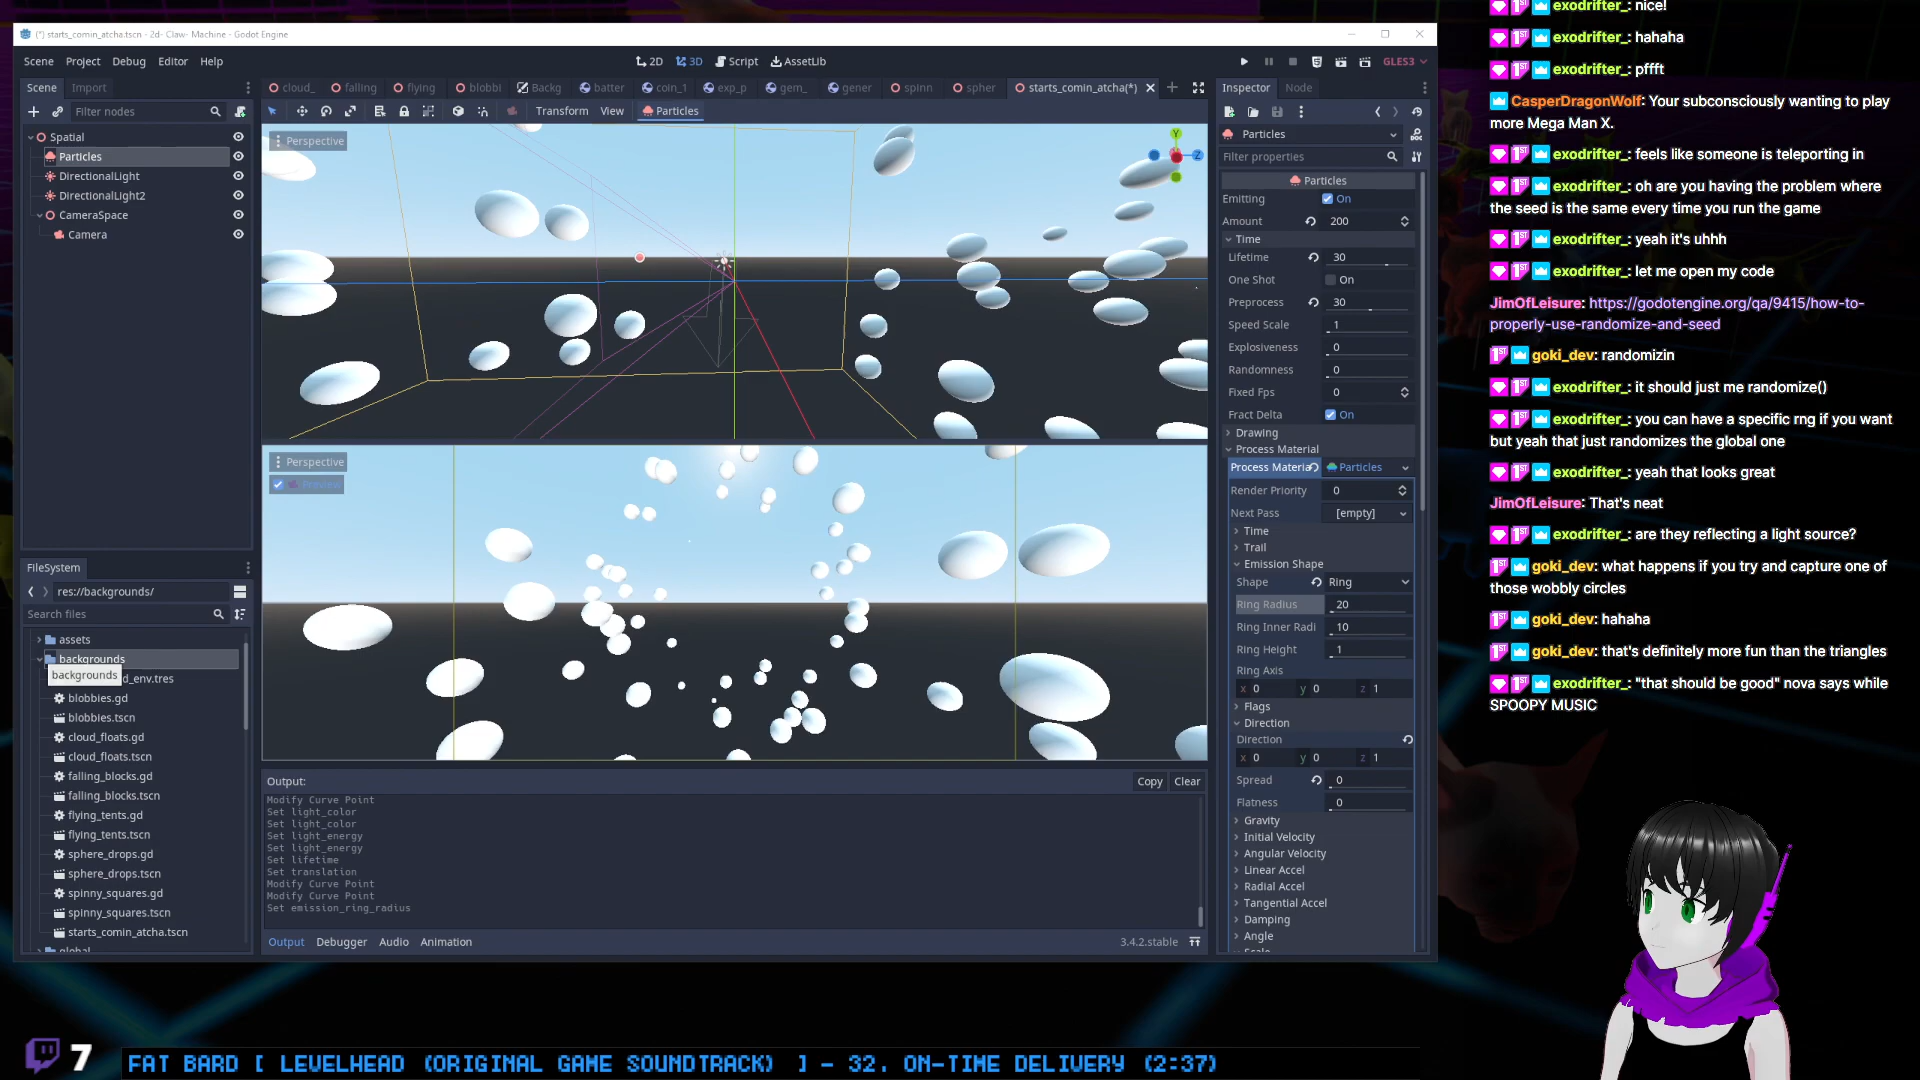 (*) starts_comin_atcha.tscn - 2d- Claw- Machine - Godot Engine
Scene Project Debug Editor Help
2D 3D Script AssetLib
GLES3
Scene Import
cloud_ falling flying blobbi Backg batter coin_1 exp_p gem_ gener spinn spher starts_comin_atcha(*)
Inspector Node
Filter nodes
Transform View Particles
Spatial
Particles
DirectionalLight
DirectionalLight2
CameraSpace
Camera
Perspective
Y
Z
Perspective
Preview
Particles
Filter properties
Particles
Emitting On
Amount 200
Time
Lifetime 30
One Shot On
Preprocess 30
Speed Scale 1
Explosiveness 0
Randomness 0
Fixed Fps 0
Fract Delta On
Drawing
Process Material
Process Materia Particles
Render Priority 0
Next Pass [empty]
Time
Trail
Emission Shape
Shape Ring
Ring Radius 20
Ring Inner Radi 10
Ring Height 1
Ring Axis
x 0 y 0 z 1
Flags
Direction
Direction
x 0 y 0 z 1
Spread 0
Flatness 0
Gravity
Initial Velocity
Angular Velocity
Linear Accel
Radial Accel
Tangential Accel
Damping
Angle
FileSystem
res://backgrounds/
Search files
assets
backgrounds
backgrounds
d_env.tres
blobbies.gd
blobbies.tscn
cloud_floats.gd
cloud_floats.tscn
falling_blocks.gd
falling_blocks.tscn
flying_tents.gd
flying_tents.tscn
sphere_drops.gd
sphere_drops.tscn
spinny_squares.gd
spinny_squares.tscn
starts_comin_atcha.tscn
Output: Copy Clear
Modify Curve Point
Set light_color
Set light_color
Set light_energy
Set light_energy
Set lifetime
Set translation
Modify Curve Point
Modify Curve Point
Set emission_ring_radius
Output Debugger Audio Animation 3.4.2.stable
exodrifter_: nice!
exodrifter_: hahaha
exodrifter_: pffft
CasperDragonWolf: Your subconsciously wanting to play
more Mega Man X.
exodrifter_: feels like someone is teleporting in
exodrifter_: oh are you having the problem where
the seed is the same every time you run the game
exodrifter_: yeah it's uhhh
exodrifter_: let me open my code
JimOfLeisure: https://godotengine.org/qa/9415/how-to-
properly-use-randomize-and-seed
goki_dev: randomizin
exodrifter_: it should just me randomize()
exodrifter_: you can have a specific rng if you want
but yeah that just randomizes the global one
exodrifter_: yeah that looks great
JimOfLeisure: That's neat
exodrifter_: are they reflecting a light source?
goki_dev: what happens if you try and capture one of
those wobbly circles
goki_dev: hahaha
goki_dev: that's definitely more fun than the triangles
exodrifter_: "that should be good" nova says while
SPOOPY MUSIC
7 FAT BARD [ LEVELHEAD (ORIGINAL GAME SOUNDTRACK) ] - 32. ON-TIME DELIVERY (2:37)